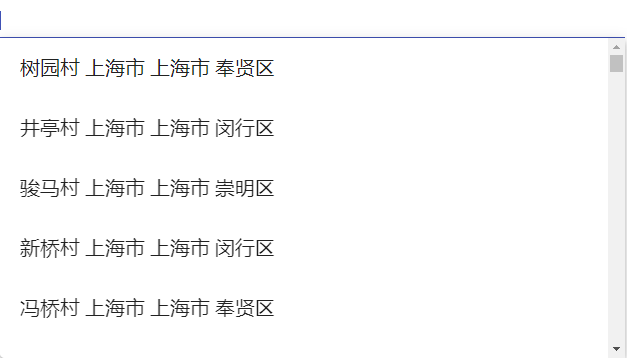 树园村 上海市 上海市 奉贤区
井亭村 上海市 上海市 闵行区
骏马村 上海市 上海市 崇明区
新桥村 上海市 上海市 闵行区
冯桥村 上海市 上海市 奉贤区